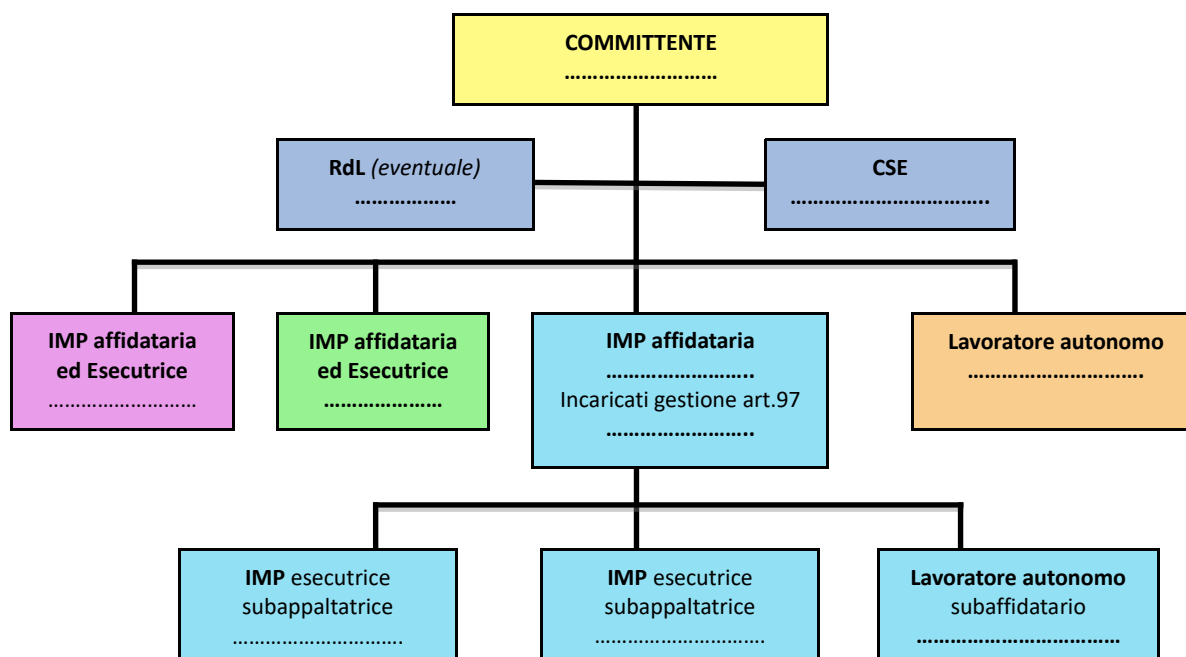 COMMITTENTE
………………………
RdL (eventuale)
………………
CSE
……………………………..
IMP affidataria
ed Esecutrice
………………………
IMP affidataria
ed Esecutrice
…………………
IMP affidataria
……………………..
Incaricati gestione art.97
……………………..
Lavoratore autonomo
………………………….
IMP esecutrice
subappaltatrice
………………………….
IMP esecutrice
subappaltatrice
………………………….
Lavoratore autonomo
subaffidatario
………………………………